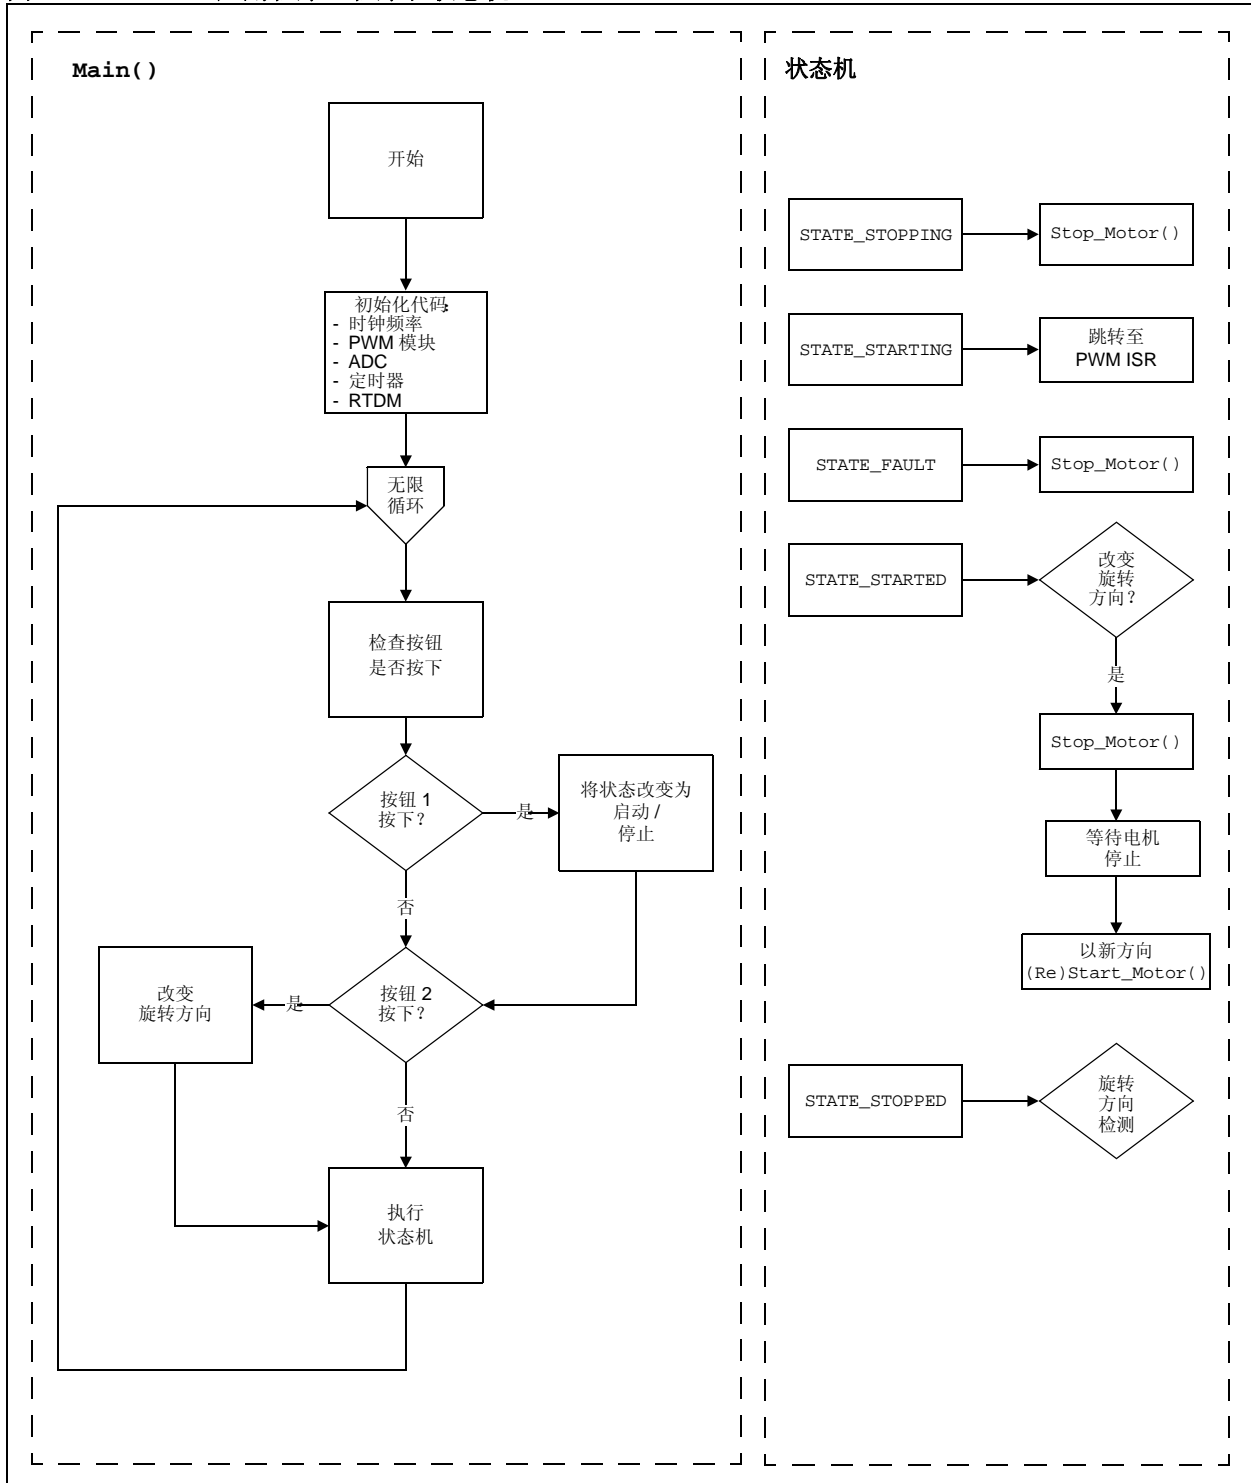 Main()
开始
初始化代码:
- 时钟频率
- PWM 模块
- ADC
- 定时器
- RTDM
无限
循环
检查按钮
是否按下
按钮 1
按下？
是
将状态改变为
启动 /
停止
否
按钮 2
按下？
是
改变
旋转方向
否
执行
状态机
状态机
STATE_STOPPING
Stop_Motor()
STATE_STARTING
跳转至
PWM ISR
STATE_FAULT
Stop_Motor()
STATE_STARTED
改变
旋转
方向？
是
Stop_Motor()
等待电机
停止
以新方向
(Re)Start_Motor()
STATE_STOPPED
旋转
方向
检测